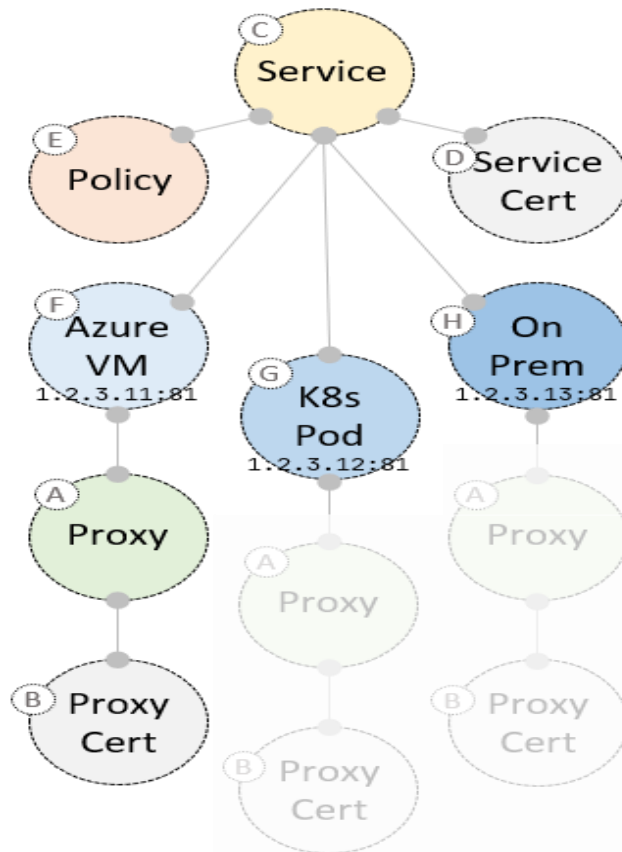 C
Service
E
Policy
D
Service
Cert
F
Azure
VM
1.2.3.11:81
G
K8s
Pod
1.2.3.12:81
H
On
Prem
1.2.3.13:81
A
Proxy
A
Proxy
A
Proxy
B
Proxy
Cert
B
Proxy
Cert
B
Proxy
Cert